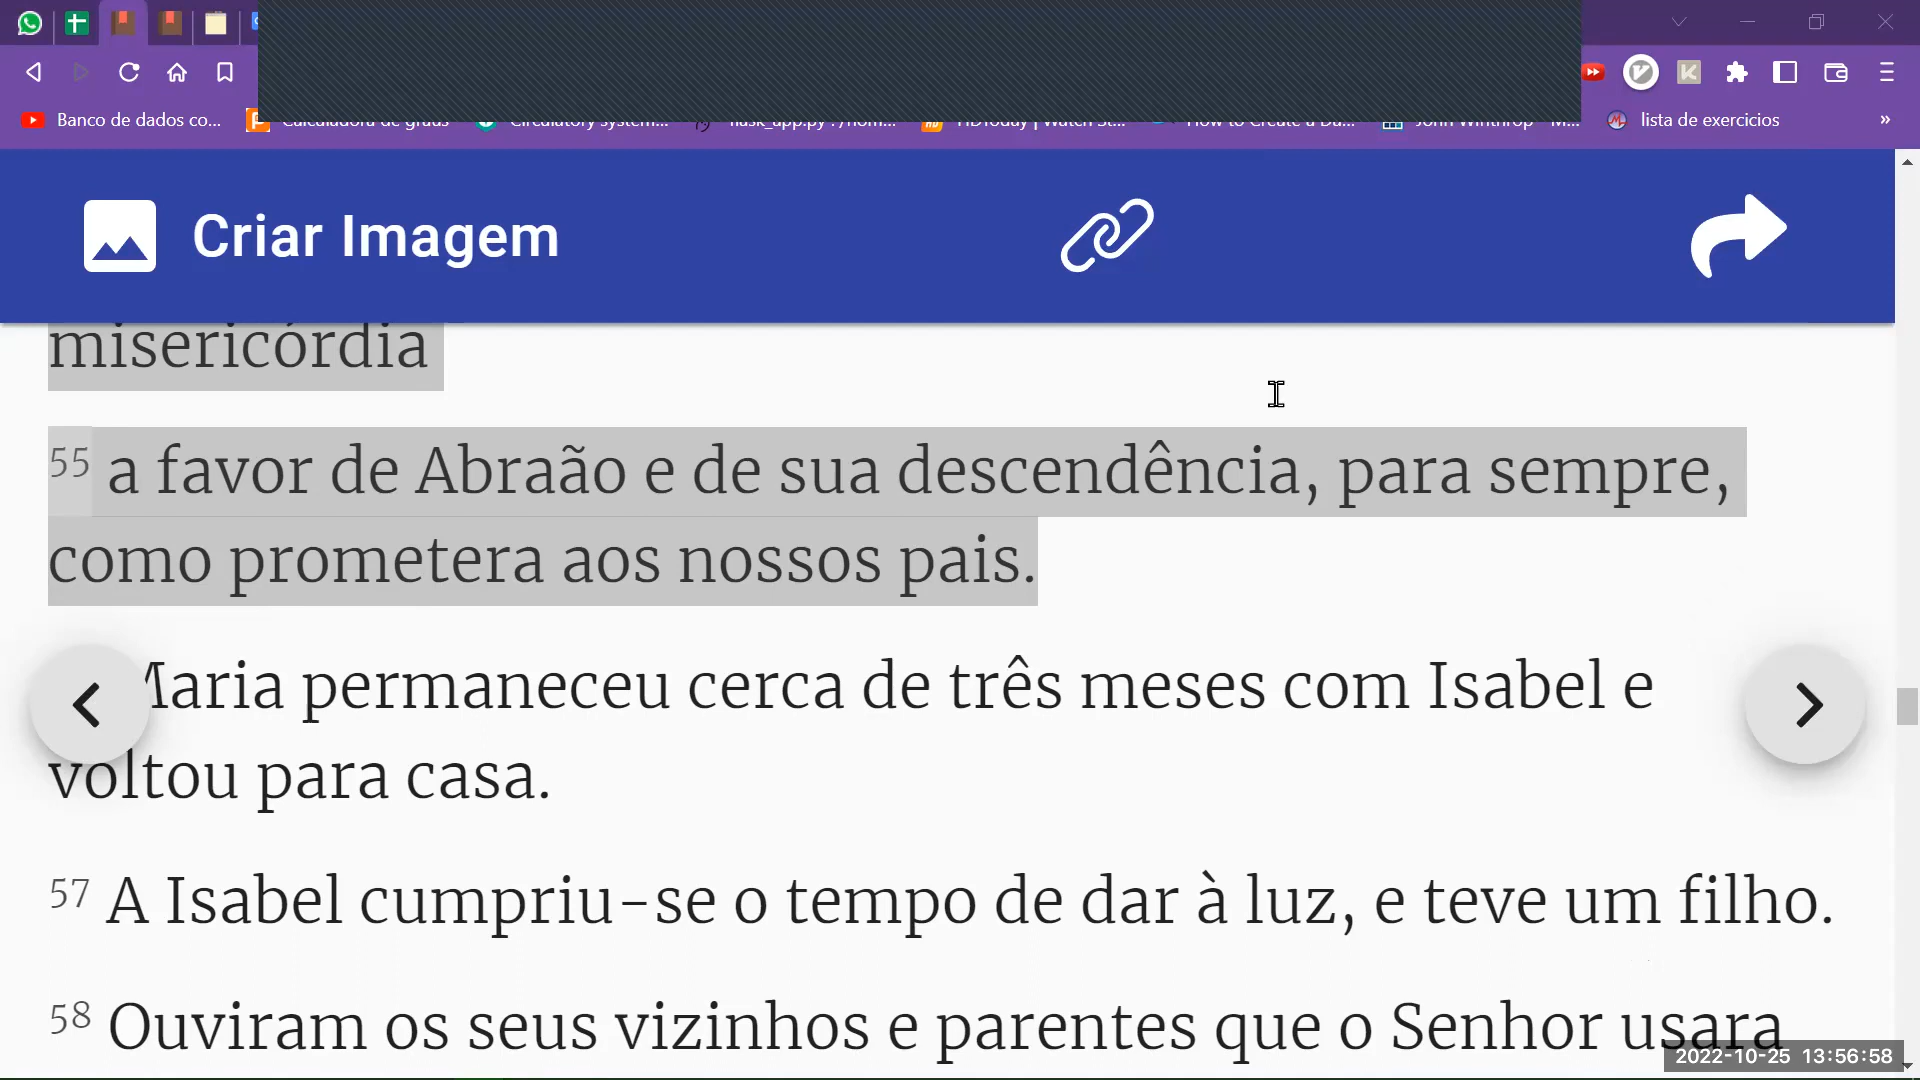 Banco de dados co...
lista de exercicios
»
Criar Imagem
misericórdia
55 a favor de Abraão e de sua descendência, para sempre,
como prometera aos nossos pais.
Maria permaneceu cerca de três meses com Isabel e
voltou para casa.
57 A Isabel cumpriu-se o tempo de dar à luz, e teve um filho.
58 Ouviram os seus vizinhos e parentes que o Senhor usara
2022-10-25 13:56:58